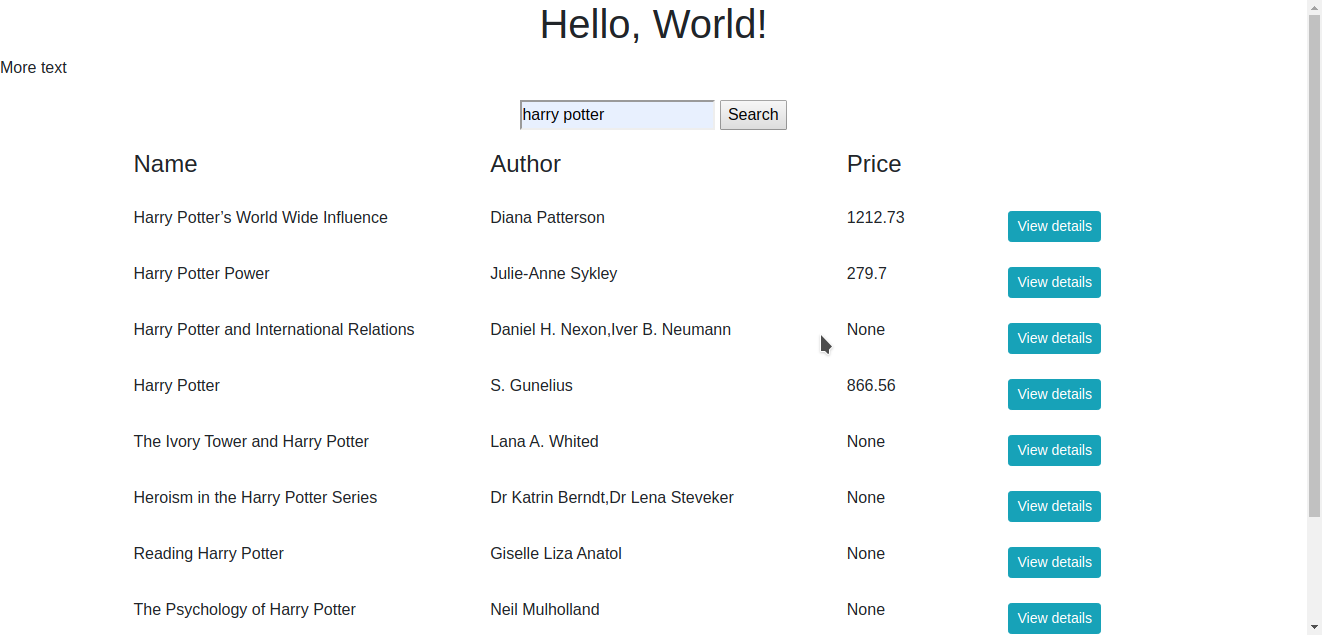 Hello, World!
More text
harry potter Search
Name Author Price
Harry Potter’s World Wide Influence Diana Patterson 1212.73 View details
Harry Potter Power Julie-Anne Sykley 279.7 View details
Harry Potter and International Relations Daniel H. Nexon,Iver B. Neumann None View details
Harry Potter S. Gunelius 866.56 View details
The Ivory Tower and Harry Potter Lana A. Whited None View details
Heroism in the Harry Potter Series Dr Katrin Berndt,Dr Lena Steveker None View details
Reading Harry Potter Giselle Liza Anatol None View details
The Psychology of Harry Potter Neil Mulholland None View details